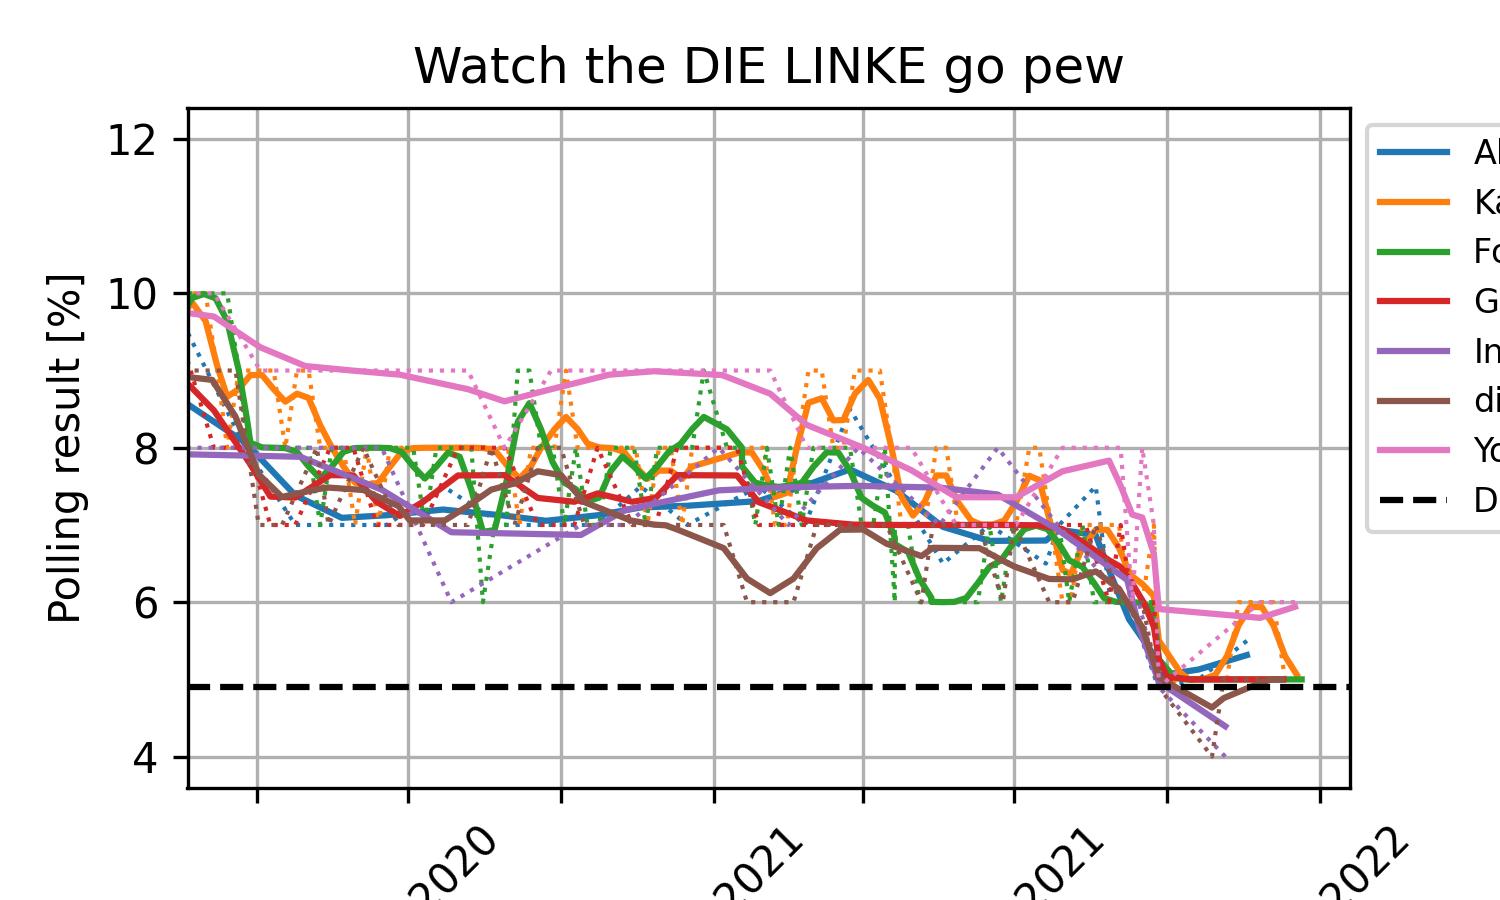 Watch the DIE LINKE go pew
12
10
8
6
4
Polling result [%]
2020
2021
2021
2022
Al
Ka
Fo
G
In
di
Yo
D